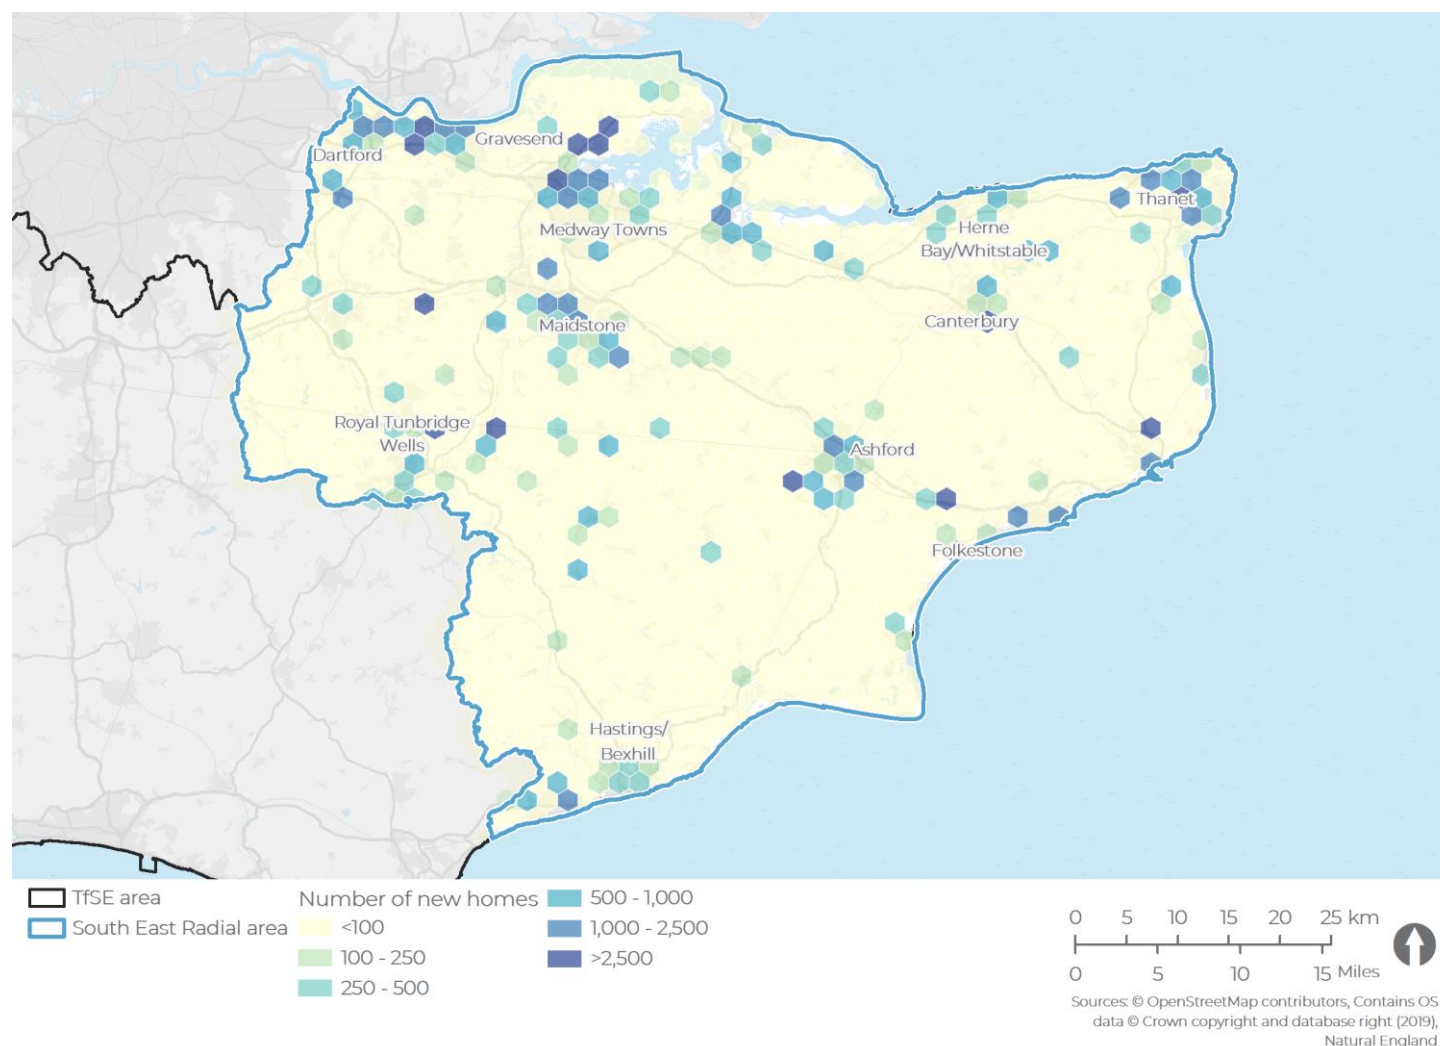 Gravesend
Dartford
Thanet
Medway Towns
Herne
Bay/Whitstable
Canterbury
Maidstone
Royal Tunbridge
Wells
Ashford
Folkestone
Hastings/
Bexhill
TfSE area
South East Radial area
Number of new homes
<100
100 - 250
250 - 500
500 - 1,000
1,000 - 2,500
>2,500
0 5 10 15 20 25 km
0 5 10 15 Miles
Sources: © OpenStreetMap contributors, Contains OS
data © Crown copyright and database right (2019),
Natural England